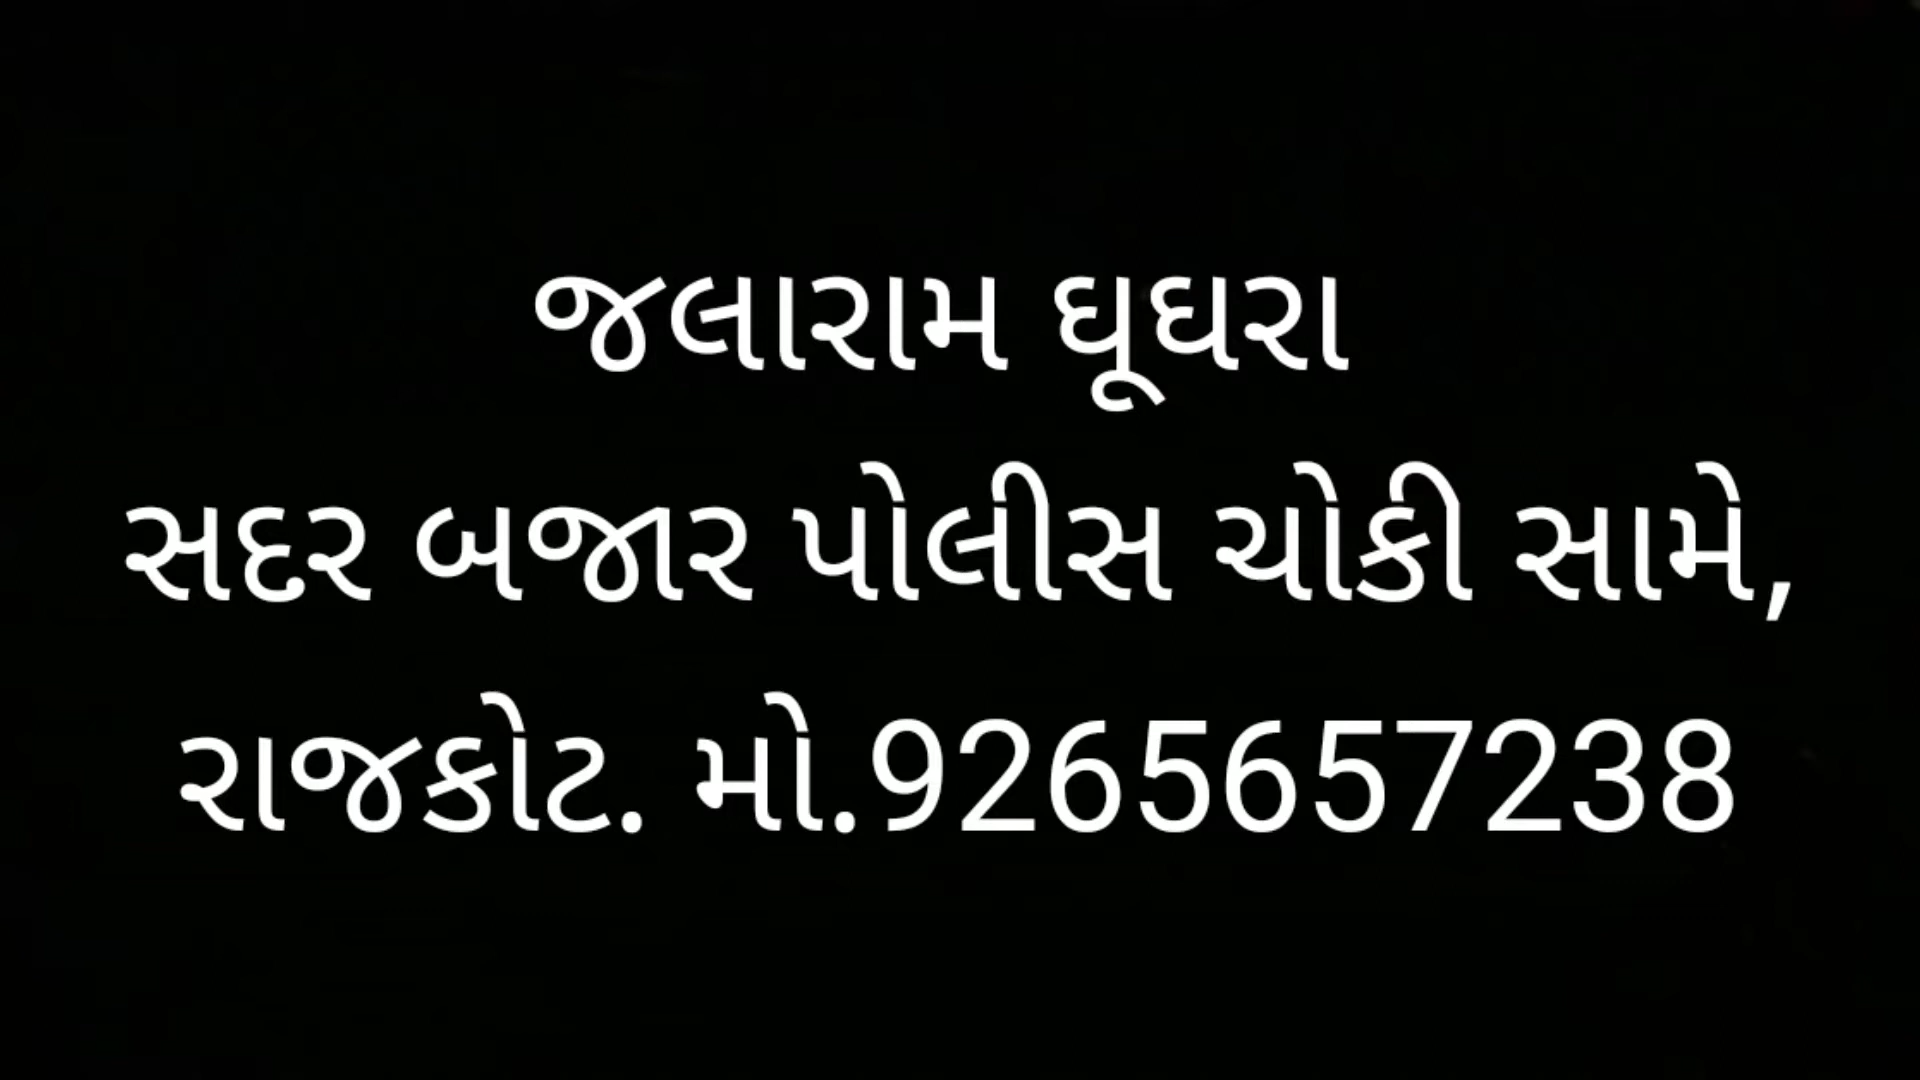 જલારામ ઘૂઘરા
સદર બજાર પોલીસ ચોકી સામે,
રાજકોટ. મો.9265657238